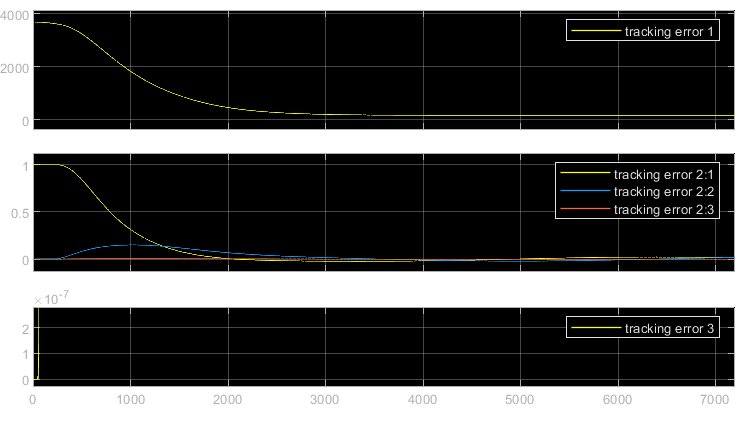 4000
tracking error 1
2000
0
1
tracking error 2:1
tracking error 2:2
0.5
tracking error 2:3
0
×10-7
2
tracking error 3
1
0
0 1000 2000 3000 4000 5000 6000 7000